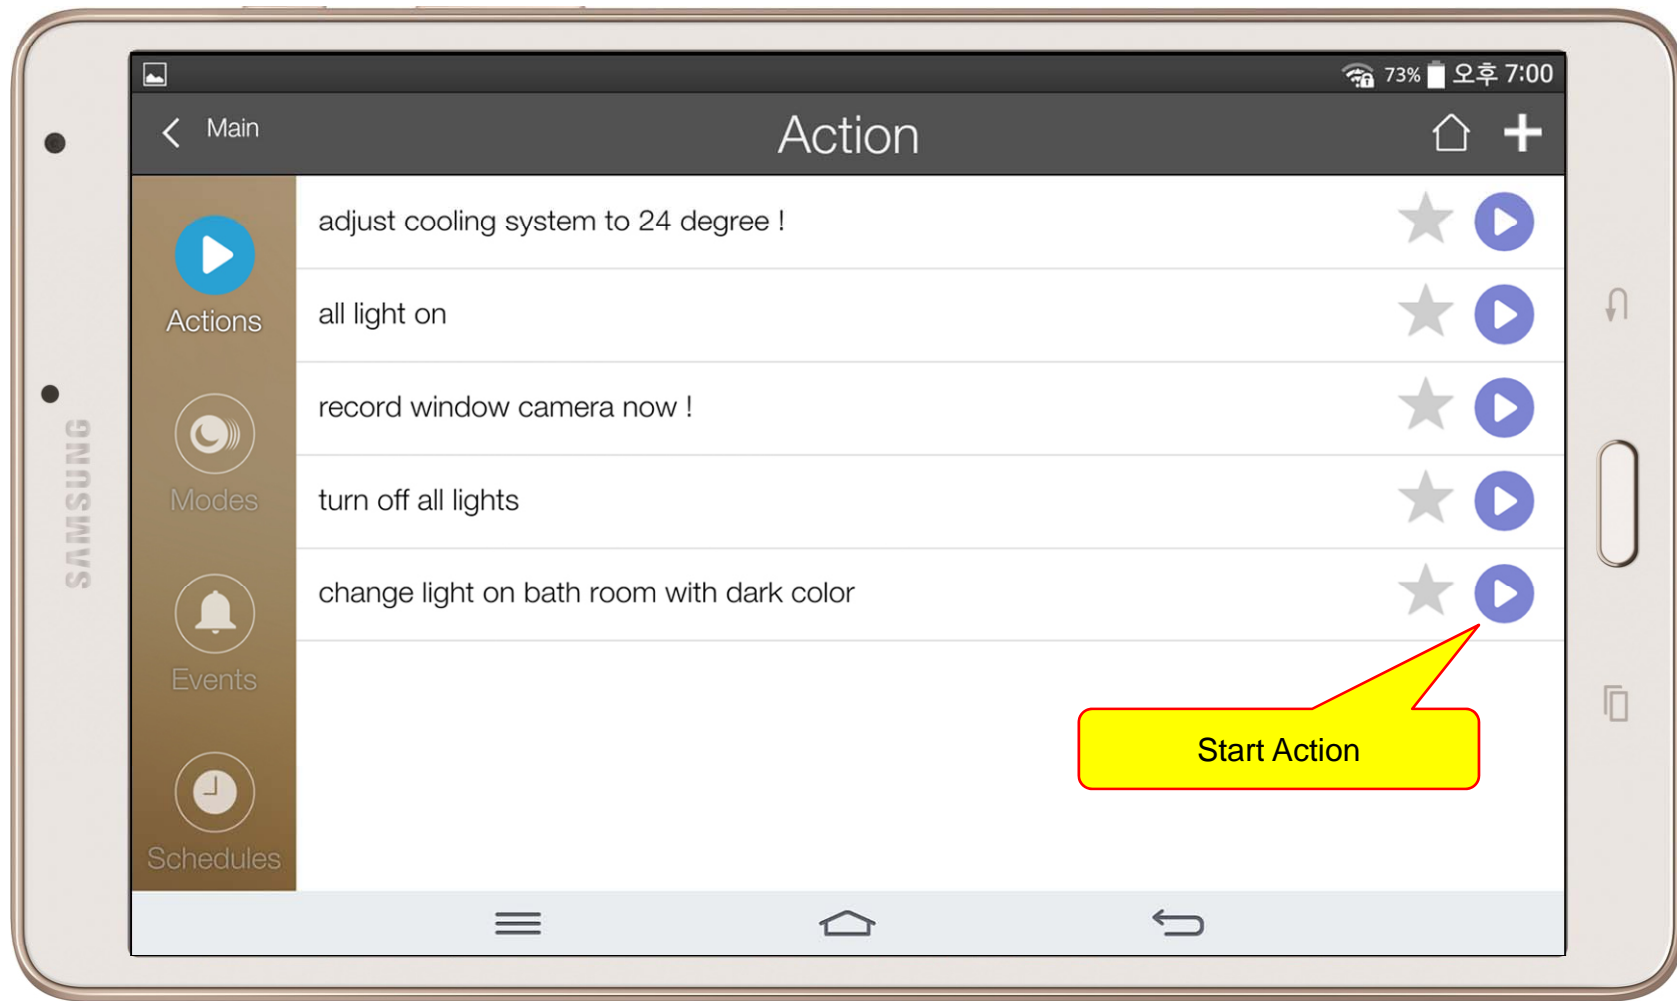 73% 오후 7:00
Main
Action
adjust cooling system to 24 degree !
Actions
all light on
record window camera now !
Modes
turn off all lights
change light on bath room with dark color
Events
Start Action
Schedules
SAMSUNG